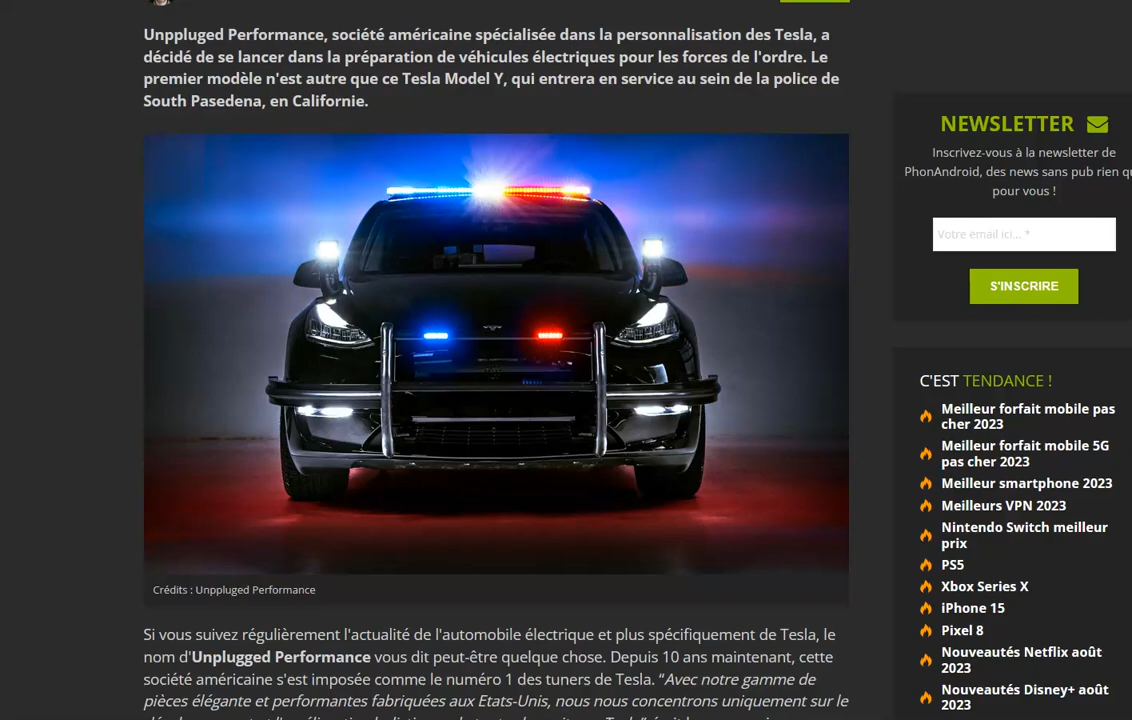 Unppluged Performance, société américaine spécialisée dans la personnalisation des Tesla, a
décidé de se lancer dans la préparation de véhicules électriques pour les forces de l'ordre. Le
premier modèle n'est autre que ce Tesla Model Y, qui entrera en service au sein de la police de
South Pasedena, en Californie.
Crédits : Unppluged Performance
Si vous suivez régulièrement l'actualité de l'automobile électrique et plus spécifiquement de Tesla, le
nom d'Unplugged Performance vous dit peut-être quelque chose. Depuis 10 ans maintenant, cette
société américaine s'est imposée comme le numéro 1 des tuners de Tesla. “Avec notre gamme de
pièces élégante et performantes fabriquées aux Etats-Unis, nous nous concentrons uniquement sur le
NEWSLETTER
Inscrivez-vous à la newsletter de
PhonAndroid, des news sans pub rien
pour vous !
Votre email ici... *
S'INSCRIRE
C'EST TENDANCE !
Meilleur forfait mobile pas
cher 2023
Meilleur forfait mobile 5G
pas cher 2023
Meilleur smartphone 2023
Meilleurs VPN 2023
Nintendo Switch meilleur
prix
PS5
Xbox Series X
iPhone 15
Pixel 8
Nouveautés Netflix août
2023
Nouveautés Disney+ août
2023